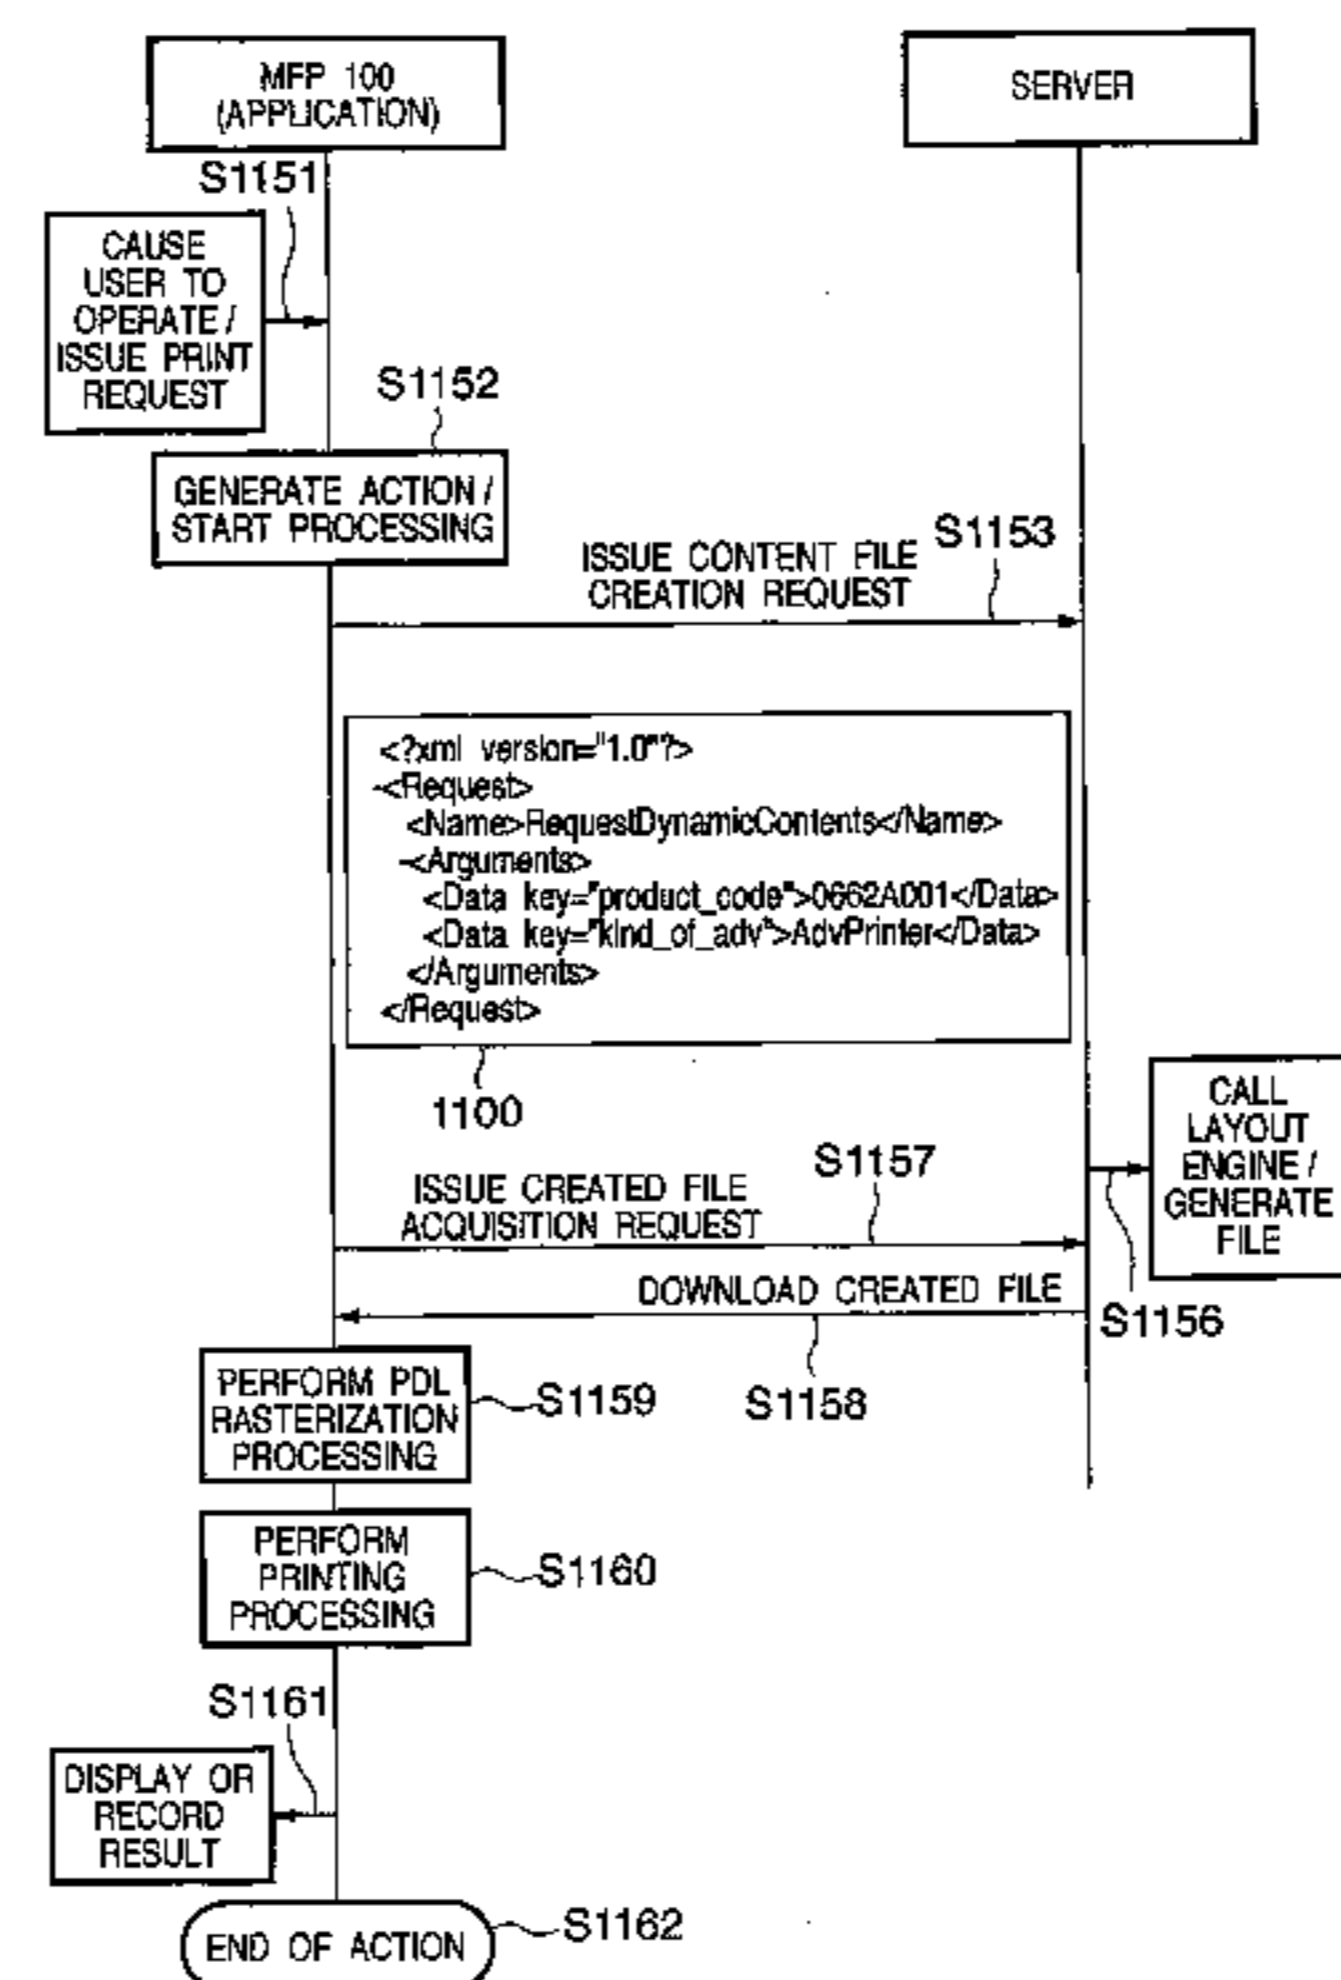 MFP 100
(APPLICATION)
SERVER
S1151
CAUSE
USER TO
OPERATE /
ISSUE PRINT
REQUEST
S1152
GENERATE ACTION /
START PROCESSING
S1153
ISSUE CONTENT FILE
CREATION REQUEST
<?xml version="1.0"?>
<Request>
<Name>RequestDynamicContents</Name>
<Arguments>
<Data key="product_code">0662A001</Data>
<Data key="kind_of_adv">AdvPrinter</Data>
</Arguments>
</Request>
1100
CALL
LAYOUT
ENGINE /
GENERATE
FILE
S1156
S1157
ISSUE CREATED FILE
ACQUISITION REQUEST
DOWNLOAD CREATED FILE
S1158
PERFORM PDL
RASTERIZATION
PROCESSING
S1159
PERFORM
PRINTING
PROCESSING
S1160
S1161
DISPLAY OR
RECORD
RESULT
END OF ACTION
S1162